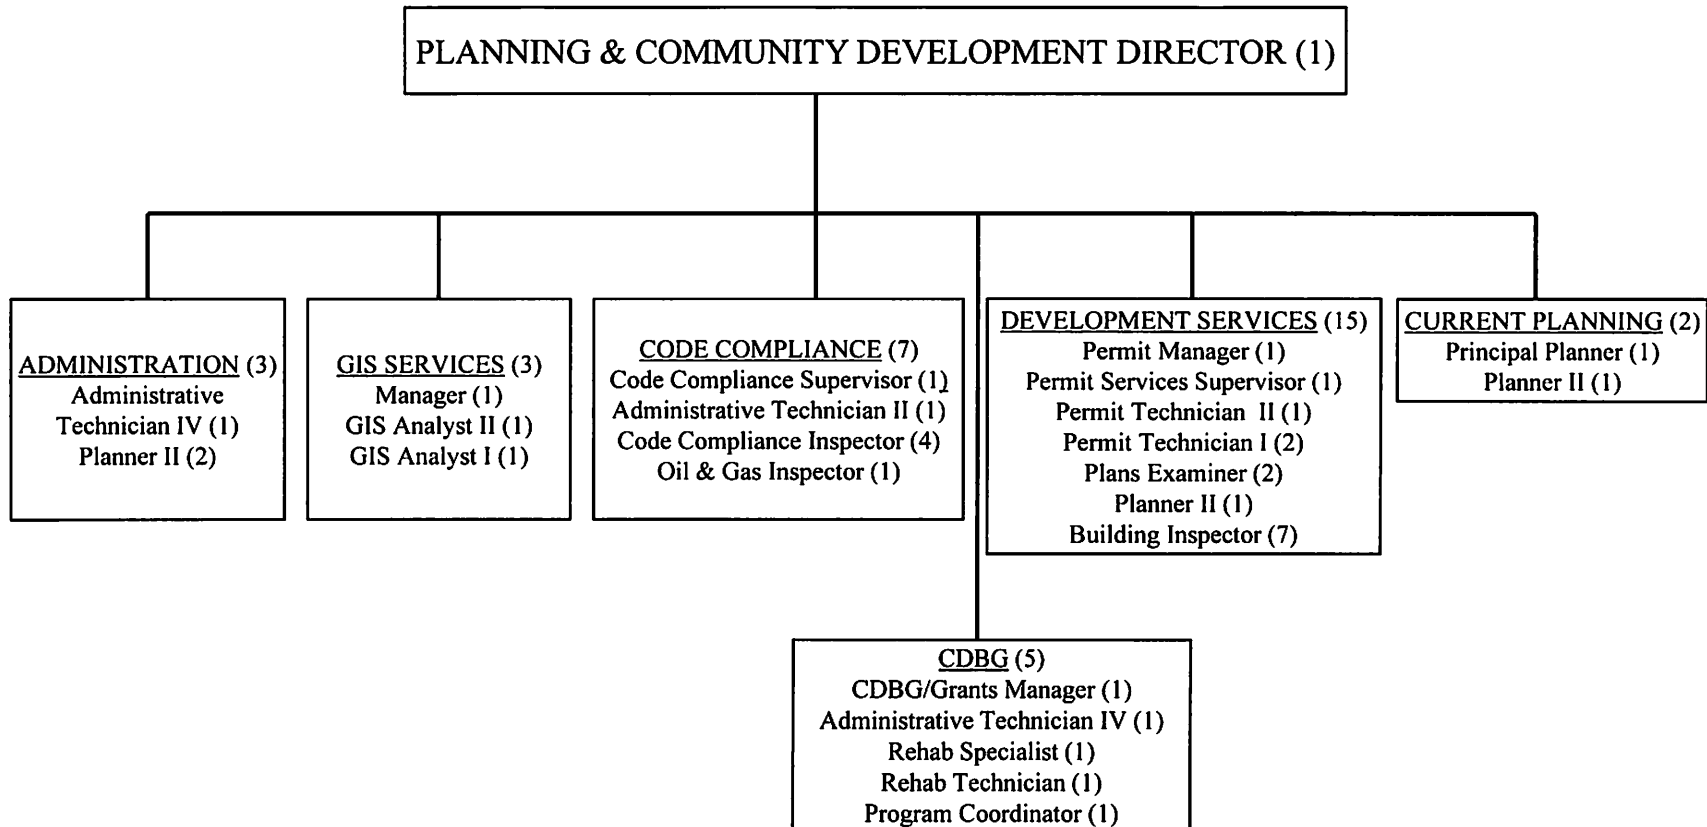 PLANNING & COMMUNITY DEVELOPMENT DIRECTOR (1)
ADMINISTRATION (3)
Administrative
Technician IV (1)
Planner II (2)
GIS SERVICES (3)
Manager (1)
GIS Analyst II (1)
GIS Analyst I (1)
CODE COMPLIANCE (7)
Code Compliance Supervisor (1)
Administrative Technician II (1)
Code Compliance Inspector (4)
Oil & Gas Inspector (1)
DEVELOPMENT SERVICES (15)
Permit Manager (1)
Permit Services Supervisor (1)
Permit Technician II (1)
Permit Technician I (2)
Plans Examiner (2)
Planner II (1)
Building Inspector (7)
CURRENT PLANNING (2)
Principal Planner (1)
Planner II (1)
CDBG (5)
CDBG/Grants Manager (1)
Administrative Technician IV (1)
Rehab Specialist (1)
Rehab Technician (1)
Program Coordinator (1)